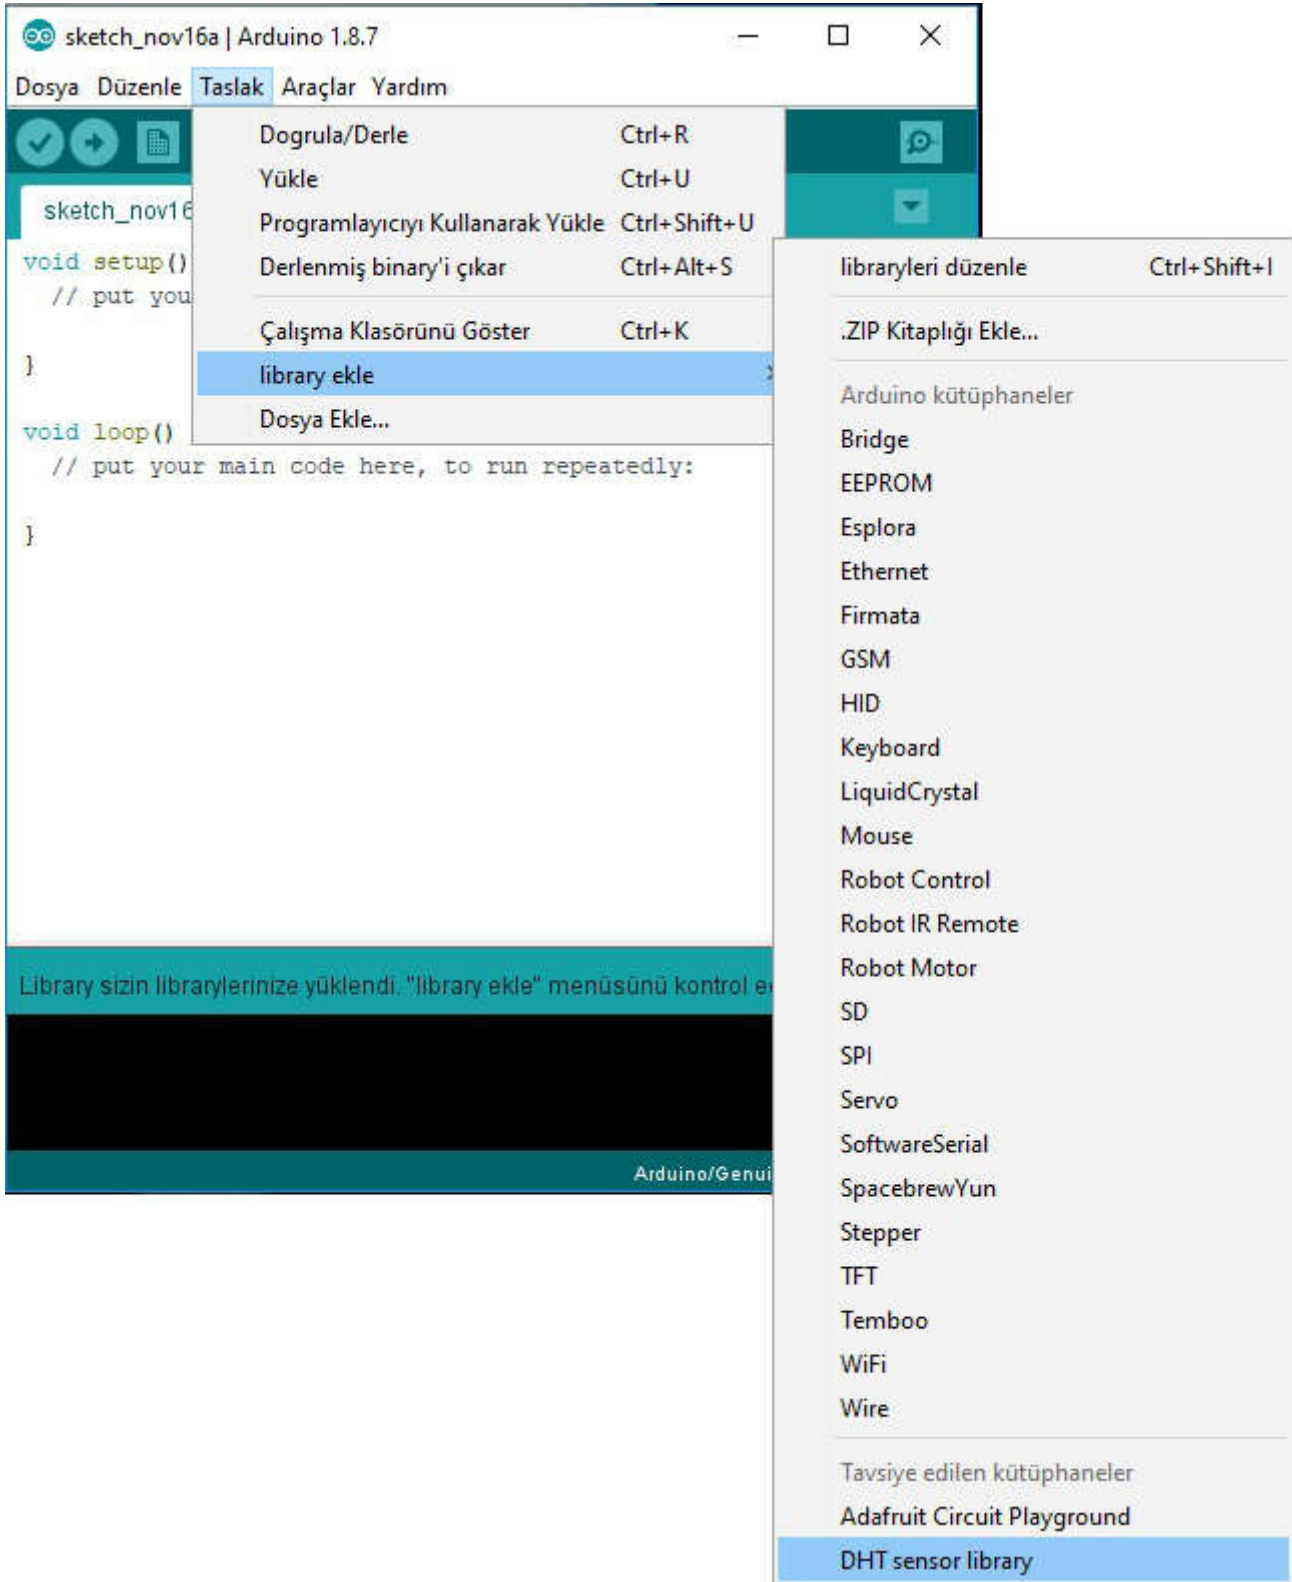 sketch_nov16a | Arduino 1.8.7
Dosya Düzenle Taslak Araçlar Yardım
Dogrula/Derle Ctrl+R
Yükle Ctrl+U
Programlayıcıyı Kullanarak Yükle Ctrl+Shift+U
Derlenmiş binary'i çıkar Ctrl+Alt+S
Çalışma Klasörünü Göster Ctrl+K
library ekle
Dosya Ekle...
sketch_nov16
void setup()
// put you
}
void loop()
// put your main code here, to run repeatedly:
}
Library sizin librarylerinize yüklendi. "library ekle" menüsünü kontrol
Arduino/Genui
libraryleri düzenle Ctrl+Shift+I
.ZIP Kitaplığı Ekle...
Arduino kütüphaneler
Bridge
EEPROM
Esplora
Ethernet
Firmata
GSM
HID
Keyboard
LiquidCrystal
Mouse
Robot Control
Robot IR Remote
Robot Motor
SD
SPI
Servo
SoftwareSerial
SpacebrewYun
Stepper
TFT
Temboo
WiFi
Wire
Tavsiye edilen kütüphaneler
Adafruit Circuit Playground
DHT sensor library